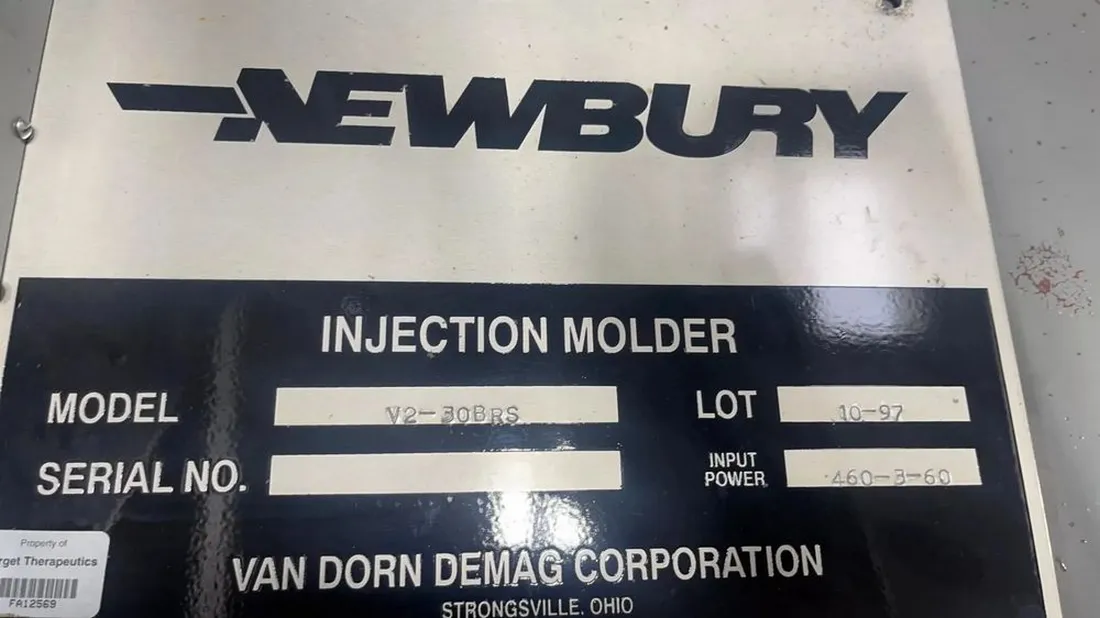 NEWBURY
INJECTION MOLDER
MODEL V2-30BRS LOT 10-97
SERIAL NO. INPUT POWER 460-3-60
Property of
rget Therapeutics
FA12569
VAN DORN DEMAG CORPORATION
STRONGSVILLE, OHIO